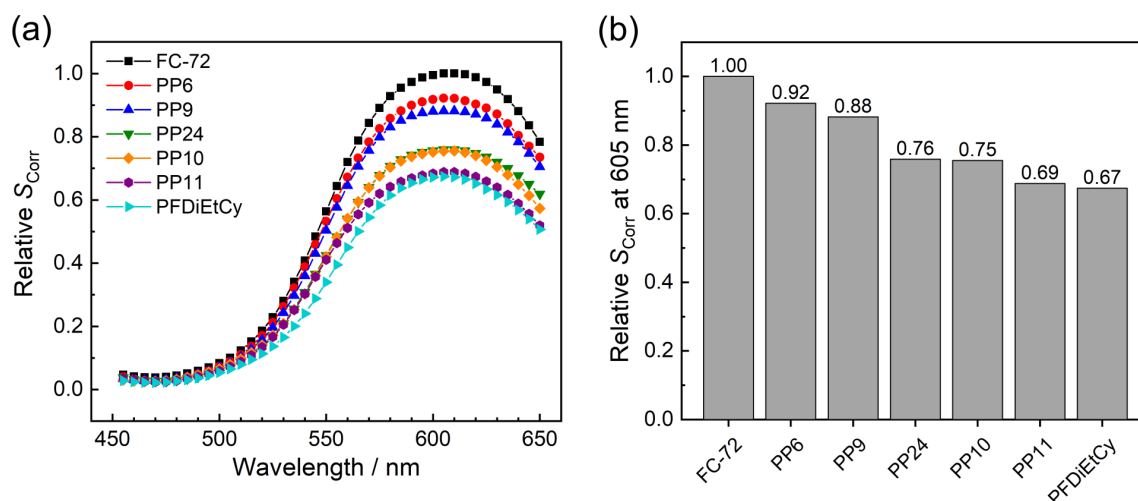 (a)
FC-72
PP6
PP9
PP24
PP10
PP11
PFDiEtCy
1.0
0.8
0.6
0.4
0.2
0.0
Relative S_Corr
450 500 550 600 650
Wavelength / nm
(b)
1.00
0.92
0.88
0.76
0.75
0.69
0.67
1.0
0.8
0.6
0.4
0.2
0.0
Relative S_Corr at 605 nm
FC-72
PP6
PP9
PP24
PP10
PP11
PFDiEtCy